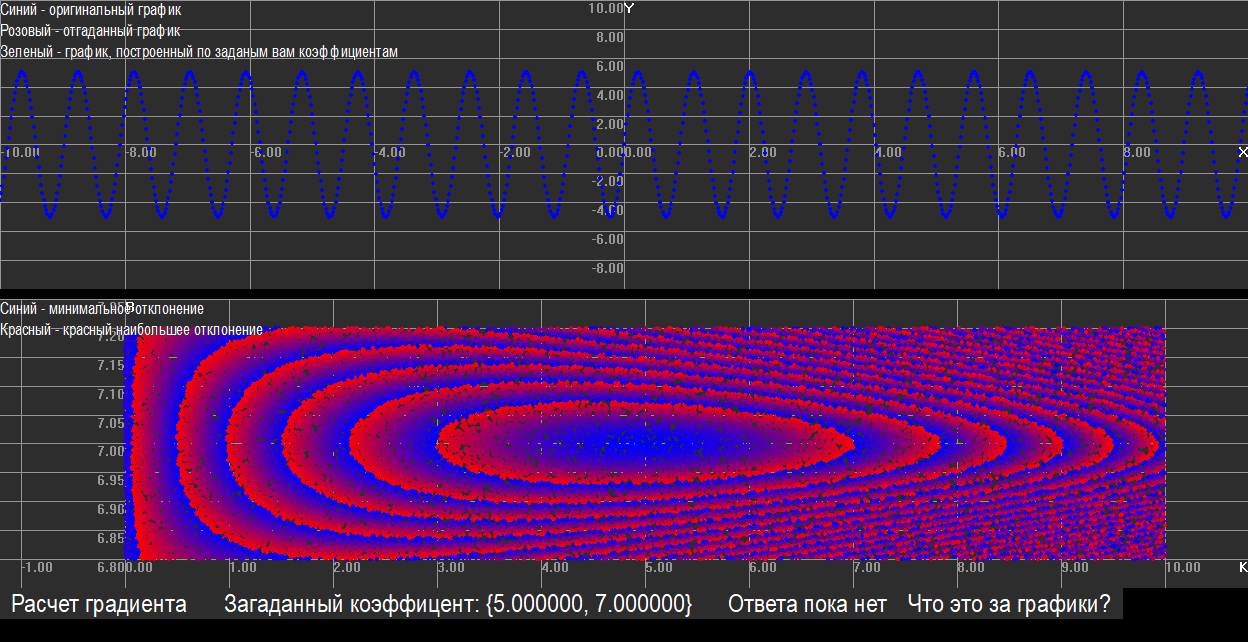 Синий - оригинальный график
Розовый - отгаданный график
Зеленый - график, построенный по заданым вам коэффициентам
10.00 Y
8.00
6.00
4.00
2.00
-10.00 -8.00 -6.00 -4.00 -2.00 0.00 0.00 2.00 4.00 6.00 8.00 X
-2.00
-4.00
-6.00
-8.00
7.25 B
Синий - минимальное отклонение
Красный - красный наибольшее отклонение
7.20
7.15
7.10
7.05
7.00
6.95
6.90
6.85
-1.00 6.80 0.00 1.00 2.00 3.00 4.00 5.00 6.00 7.00 8.00 9.00 10.00 K
Расчет градиента Загаданный коэффицент: {5.000000, 7.000000} Ответа пока нет Что это за графики?